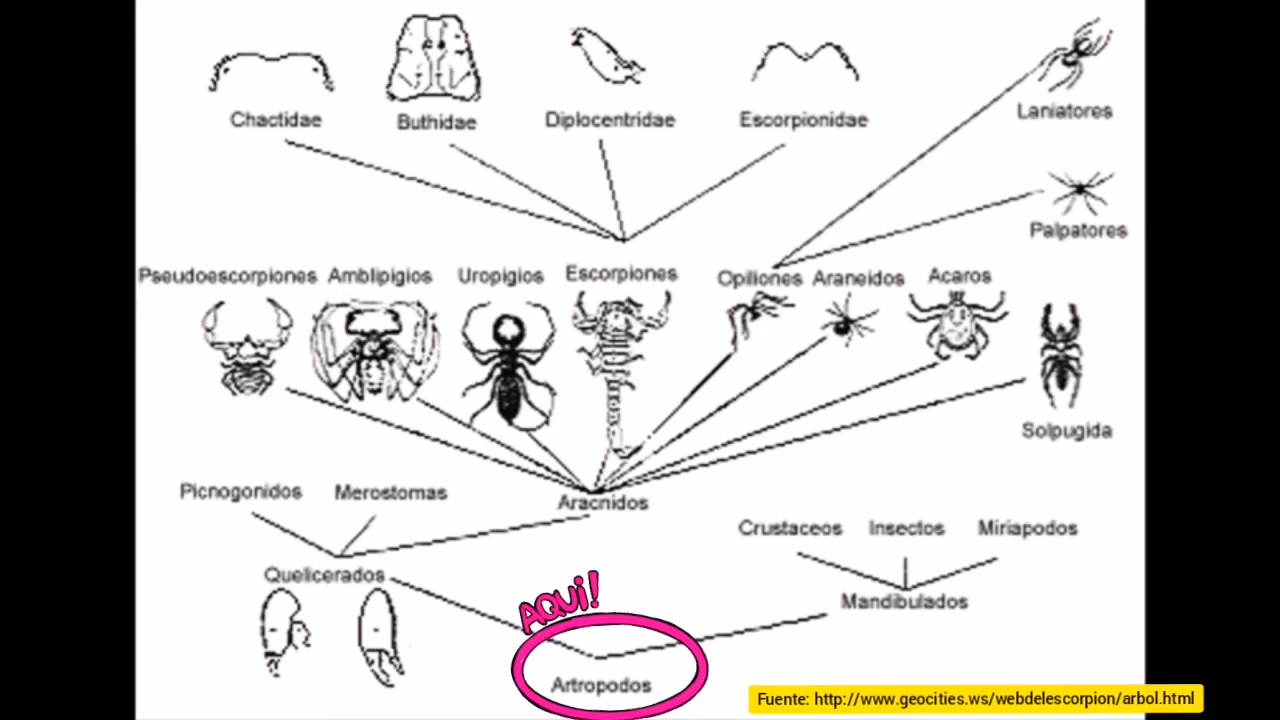 Chactidae
Buthidae
Diplocentridae
Escorpionidae
Laniatores
Palpatores
Pseudoescorpiones
Amblipigios
Uropigios
Escorpiones
Opiliones
Araneidos
Acaros
Solpugida
Picnogonidos
Merostomas
Aracnidos
Crustaceos
Insectos
Miriapodos
Quelicerados
Mandibulados
AQUI!
Artropodos
Fuente: http://www.geocities.ws/webdelescorpion/arbol.html